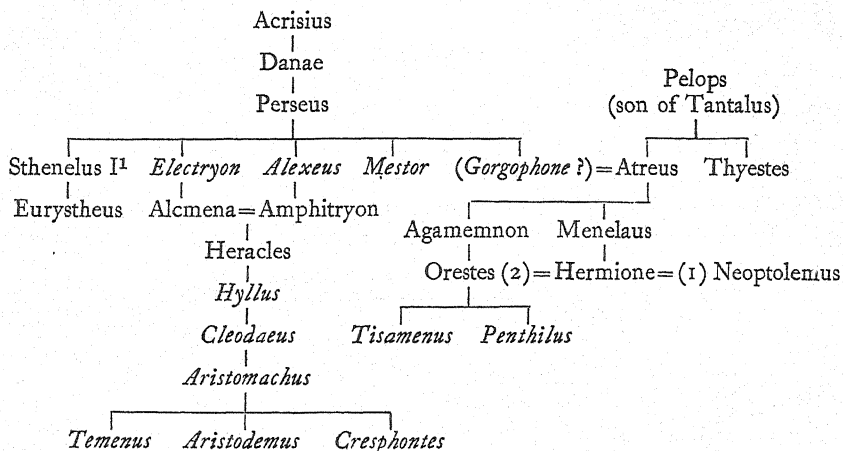 Acrisius
Danae
Perseus
Pelops
(son of Tantalus)
Sthenelus I¹ Electryon Alexeus Mestor (Gorgophone ?) = Atreus Thyestes
Eurystheus Alcmena = Amphitryon
Agamemnon Menelaus
Heracles
Orestes (2) = Hermione = (1) Neoptolemus
Hyllus
Cleodaeus
Tisamenus Penthilus
Aristomachus
Temenus Aristodemus Cresphontes